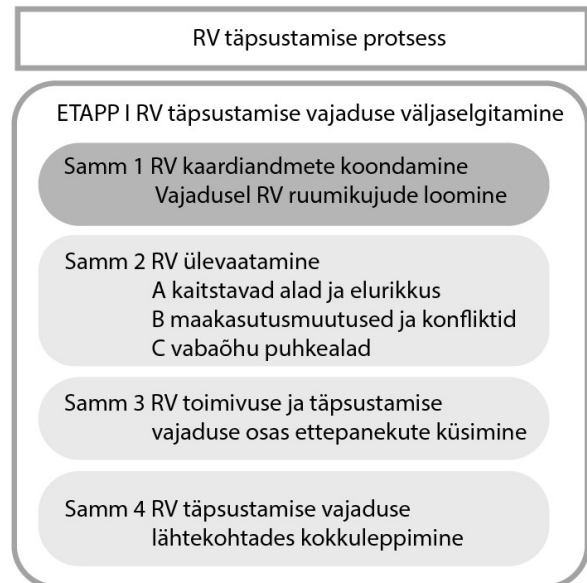 RV täpsustamise protsess
ETAPP I RV täpsustamise vajaduse väljaselgitamine
Samm 1 RV kaardiandmete koondamine
Vajadusel RV ruumikujude loomine
Samm 2 RV ülevaatamine
A kaitstavad alad ja elurikkus
B maakasutusmuutused ja konfliktid
C vabaõhu puhkealad
Samm 3 RV toimivuse ja täpsustamise
vajaduse osas ettepanekute küsimine
Samm 4 RV täpsustamise vajaduse
lähtekohtades kokkuleppimine